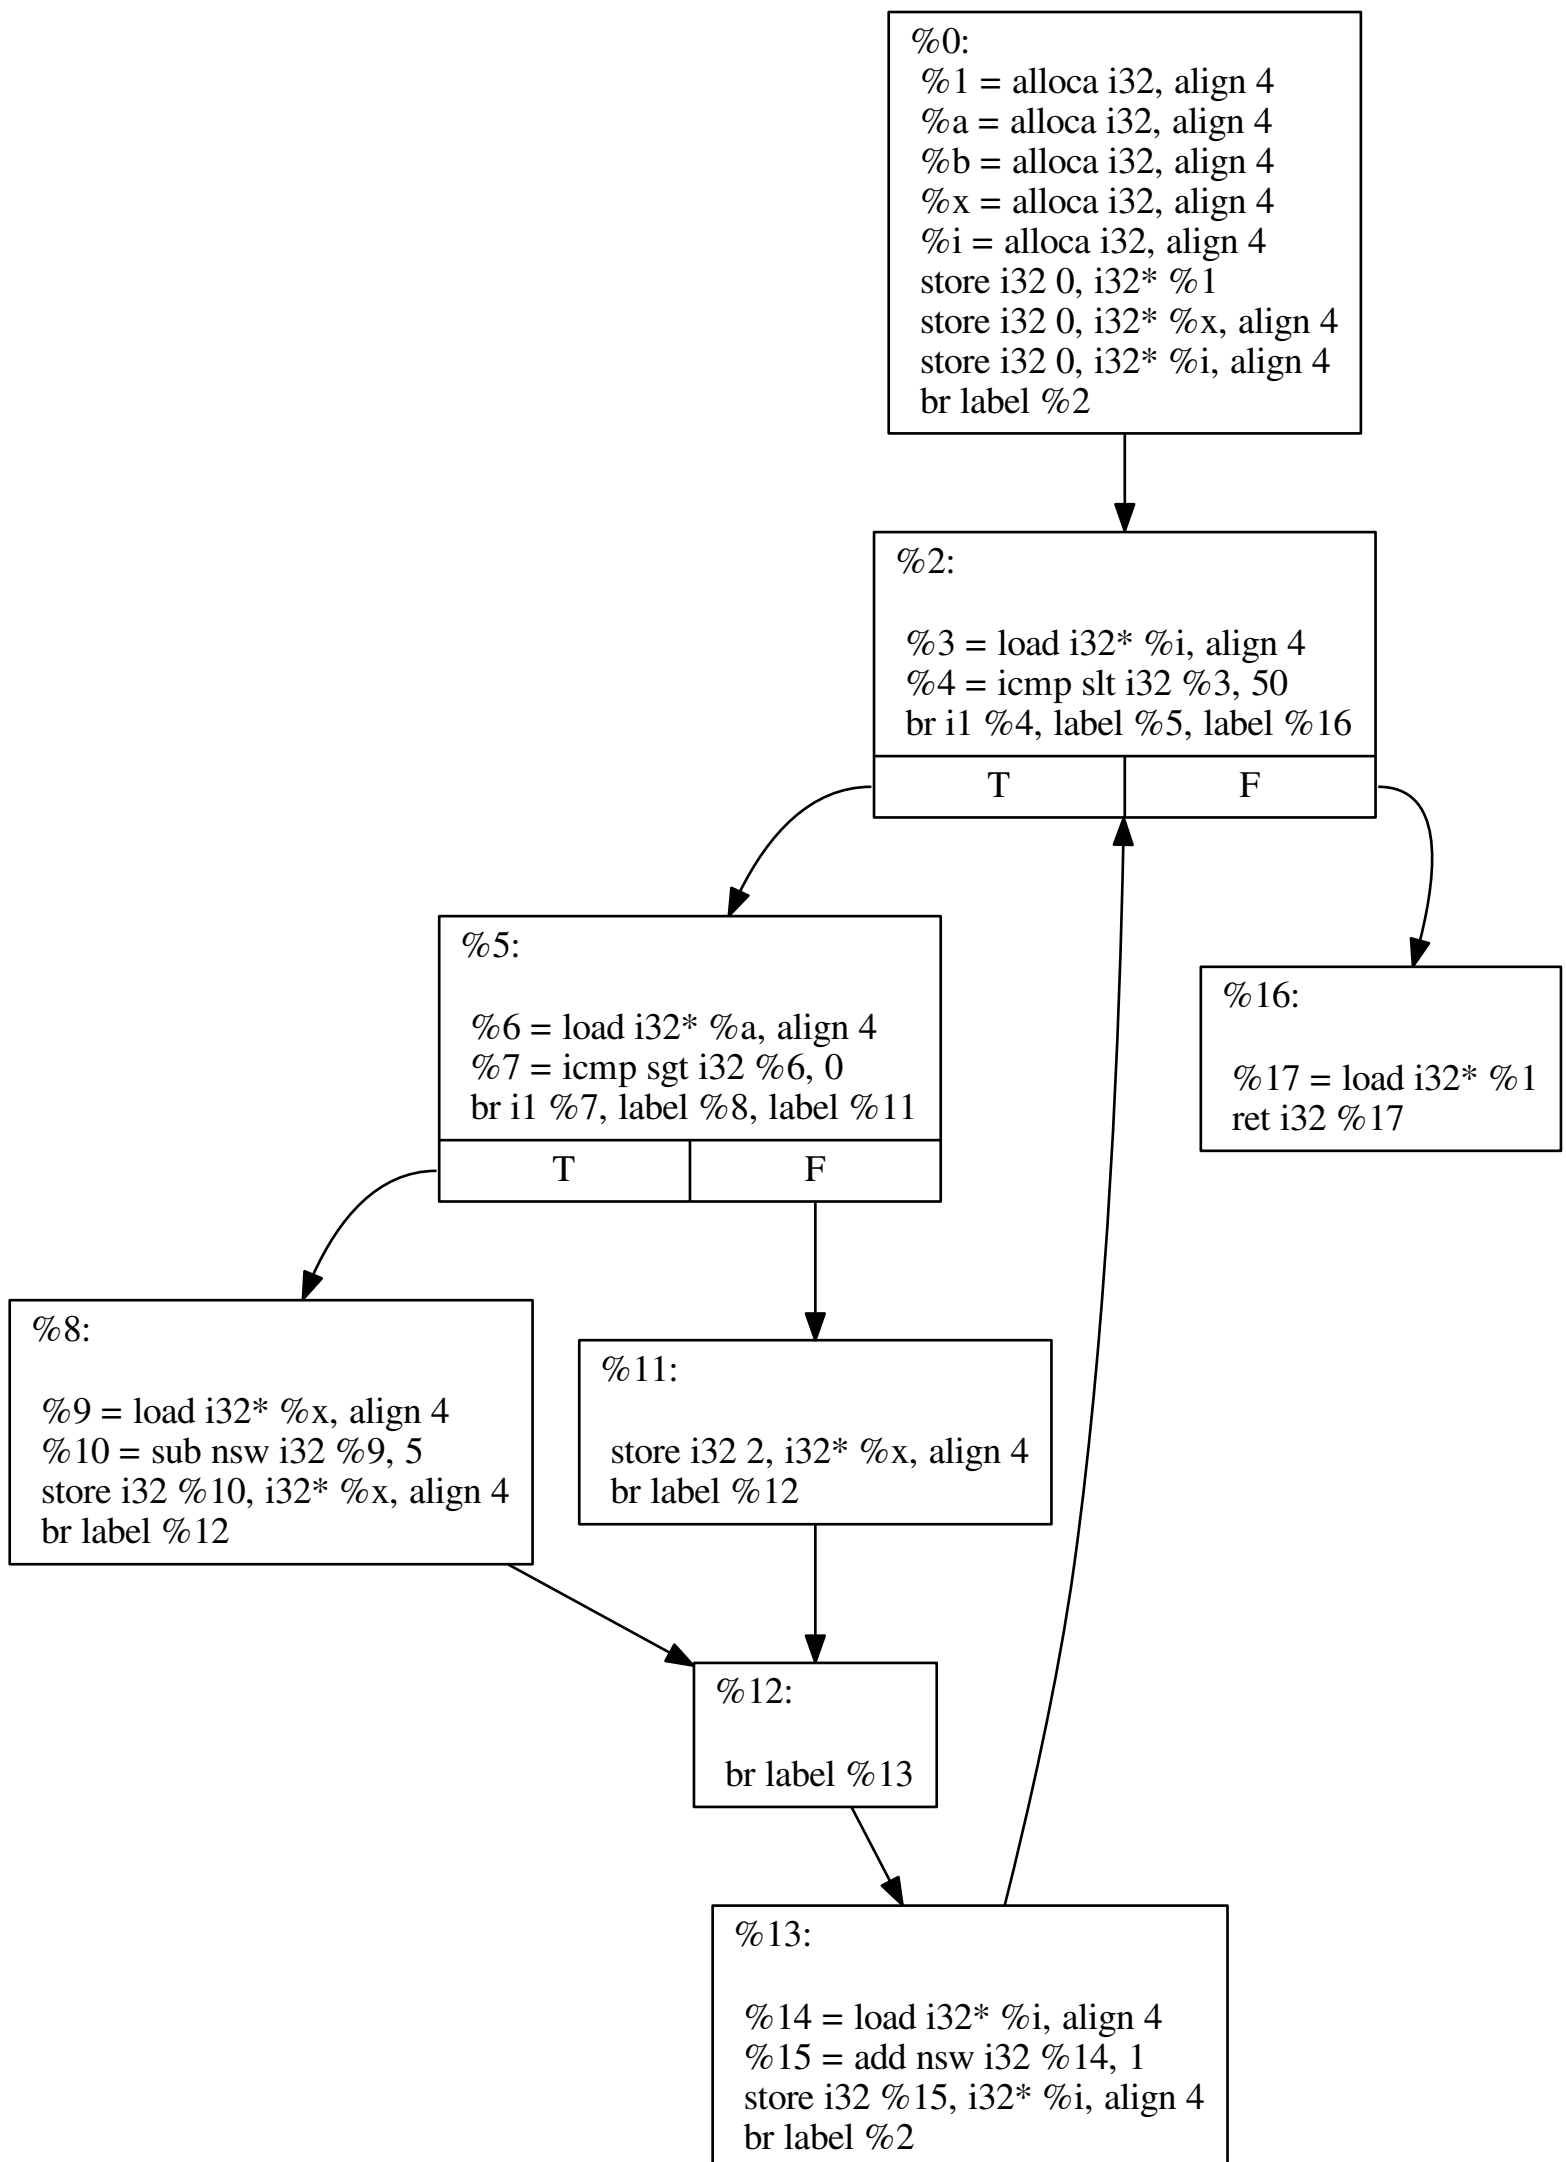 %0:
%1 = alloca i32, align 4
%a = alloca i32, align 4
%b = alloca i32, align 4
%x = alloca i32, align 4
%i = alloca i32, align 4
store i32 0, i32* %1
store i32 0, i32* %x, align 4
store i32 0, i32* %i, align 4
br label %2
%2:
%3 = load i32* %i, align 4
%4 = icmp slt i32 %3, 50
br i1 %4, label %5, label %16
T
F
%5:
%6 = load i32* %a, align 4
%7 = icmp sgt i32 %6, 0
br i1 %7, label %8, label %11
T
F
%16:
%17 = load i32* %1
ret i32 %17
%8:
%9 = load i32* %x, align 4
%10 = sub nsw i32 %9, 5
store i32 %10, i32* %x, align 4
br label %12
%11:
store i32 2, i32* %x, align 4
br label %12
%12:
br label %13
%13:
%14 = load i32* %i, align 4
%15 = add nsw i32 %14, 1
store i32 %15, i32* %i, align 4
br label %2